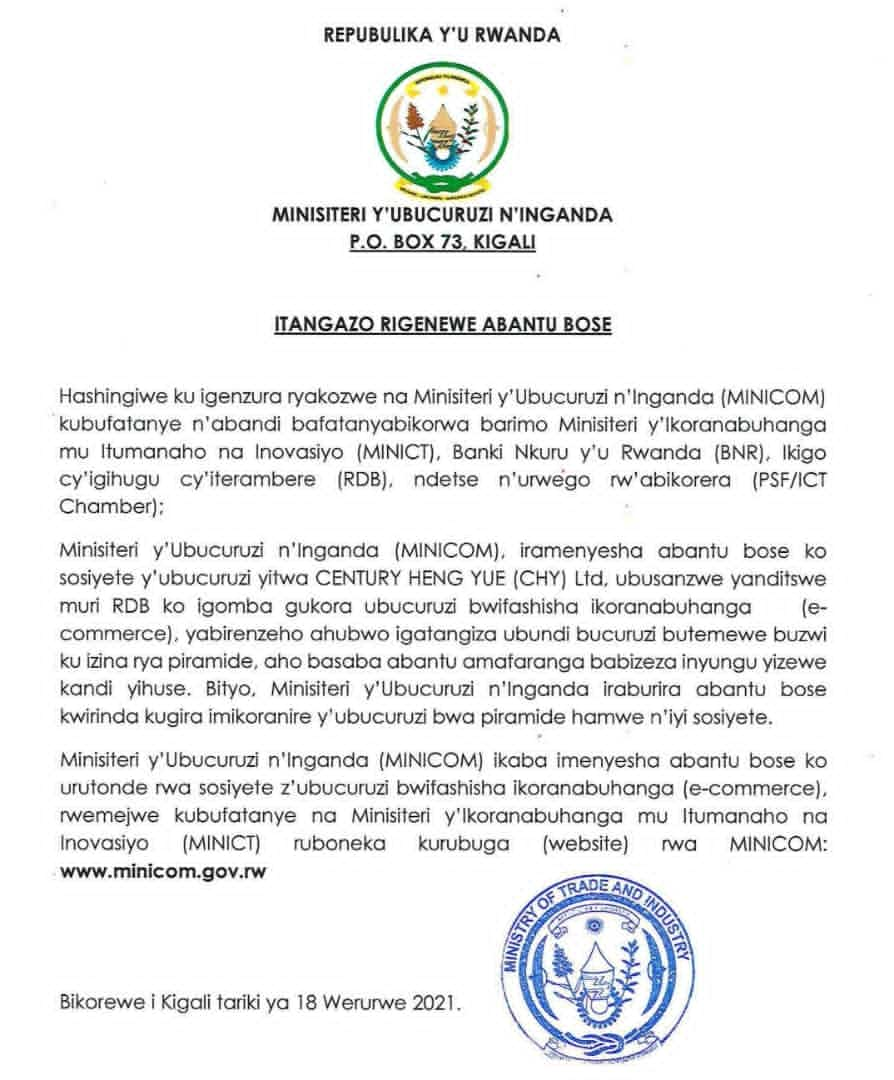 REPUBULIKA Y'U RWANDA
MINISITERI Y'UBUCURUZI N'INGANDA
P.O. BOX 73, KIGALI
ITANGAZO RIGENEWE ABANTU BOSE
Hashingiwe ku igenzura ryakozwe na Minisiteri y'Ubucuruzi n'Inganda (MINICOM)
kubufatanye n'abandi bafatanyabikorwa barimo Minisiteri y'Ikoranabuhanga
mu Itumanaho na Inovasiyo (MINICT), Banki Nkuru y'u Rwanda (BNR), Ikigo
cy'igihugu cy'iterambere (RDB), ndetse n'urwego rw'abikorera (PSF/ICT
Chamber);
Minisiteri y'Ubucuruzi n'Inganda (MINICOM), iramenyesha abantu bose ko
sosiyete y'ubucuruzi yitwa CENTURY HENG YUE (CHY) Ltd, ubusanzwe yanditswe
muri RDB ko igomba gukora ubucuruzi bwifashisha ikoranabuhanga (e-
commerce), yabirenzeho ahubwo igatangiza ubundi bucuruzi butemewe buzwi
ku izina rya piramide, aho basaba abantu amafaranga babizeza inyungu yizewe
kandi yihuse. Bityo, Minisiteri y'Ubucuruzi n'Inganda iraburira abantu bose
kwirinda kugira imikoranire y'ubucuruzi bwa piramide hamwe n'iyi sosiyete.
Minisiteri y'Ubucuruzi n'Inganda (MINICOM) ikaba imenyesha abantu bose ko
urutonde rwa sosiyete z'ubucuruzi bwifashisha ikoranabuhanga (e-commerce),
rwemejwe kubufatanye na Minisiteri y'Ikoranabuhanga mu Itumanaho na
Inovasiyo (MINICT) ruboneka kurubuga (website) rwa MINICOM:
www.minicom.gov.rw
MINISTRY OF TRADE AND INDUSTRY
Bikorewe i Kigali tariki ya 18 Werurwe 2021.